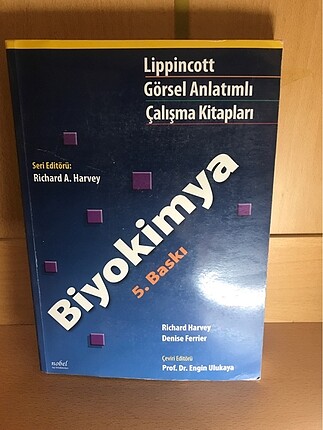 Lippincott
Görsel Anlatımlı
Çalışma Kitapları
Seri Editörü:
Richard A. Harvey
Biyokimya
5. Baskı
Richard Harvey
Denise Ferrier
Çeviri Editörü
Prof. Dr. Engin Ulukaya
nobel